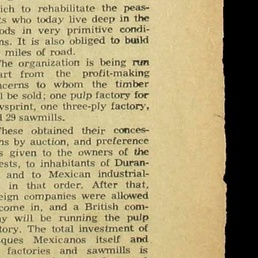 ich to rehabilitate the peas-
ts who today live deep in the
ods in very primitive condi-
ns. It is also obliged to build
miles of road.
he organization is being run
art from the profit-making
ncerns to whom the timber
l be sold; one pulp factory for
wsprint, one three-ply factory,
d 29 sawmills.
hese obtained their conces-
ns by auction, and preference
s given to the owners of the
ests, to inhabitants of Duran-
and to Mexican industrial-
in that order. After that,
eign companies were allowed
come in, and a British com-
ny will be running the pulp
tory. The total investment of
sques Mexicanos itself and
factories and sawmills is